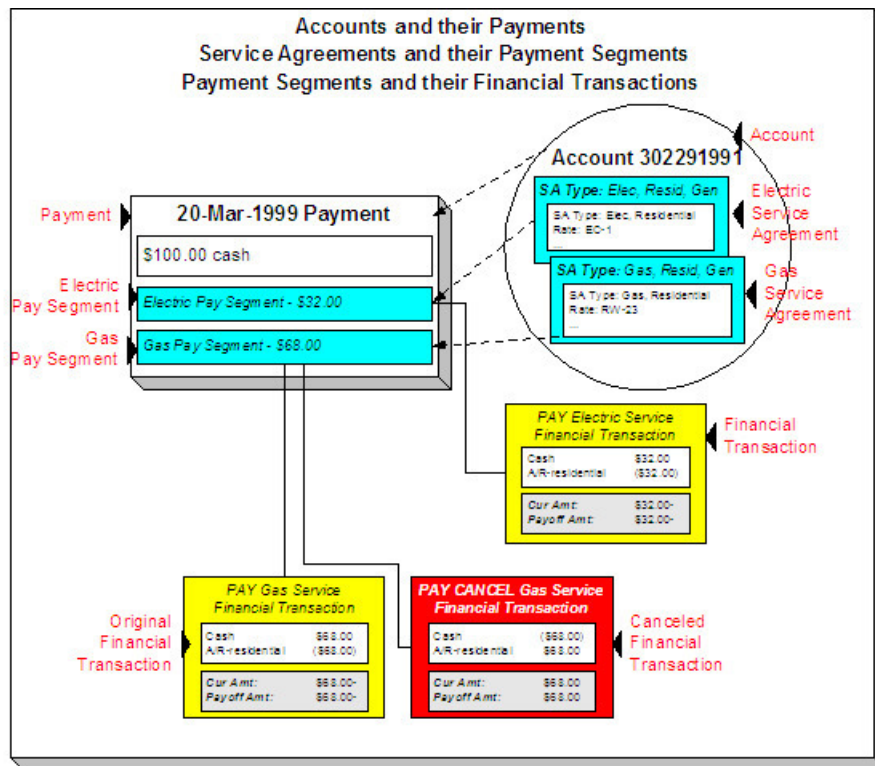 Accounts and their Payments
Service Agreements and their Payment Segments
Payment Segments and their Financial Transactions
Account
Account 302291991
SA Type: Elec, Resid, Gen
SA Type: Elec, Residential
Rate: EC-1
...
Electric
Service
Agreement
SA Type: Gas, Resid, Gen
SA Type: Gas, Residential
Rate: RW-23
...
Gas
Service
Agreement
Payment
20-Mar-1999 Payment
$100.00 cash
Electric
Pay Segment
Electric Pay Segment - $32.00
Gas
Pay Segment
Gas Pay Segment - $68.00
PAY Electric Service
Financial Transaction
Cash $32.00
A/R-residential ($32.00)
Cur Amt: $32.00-
Payoff Amt: $32.00-
Financial
Transaction
Original
Financial
Transaction
PAY Gas Service
Financial Transaction
Cash $68.00
A/R-residential ($68.00)
Cur Amt: $68.00-
Payoff Amt: $68.00-
PAY CANCEL Gas Service
Financial Transaction
Cash ($68.00)
A/R-residential $68.00
Cur Amt: $68.00
Payoff Amt: $68.00
Canceled
Financial
Transaction